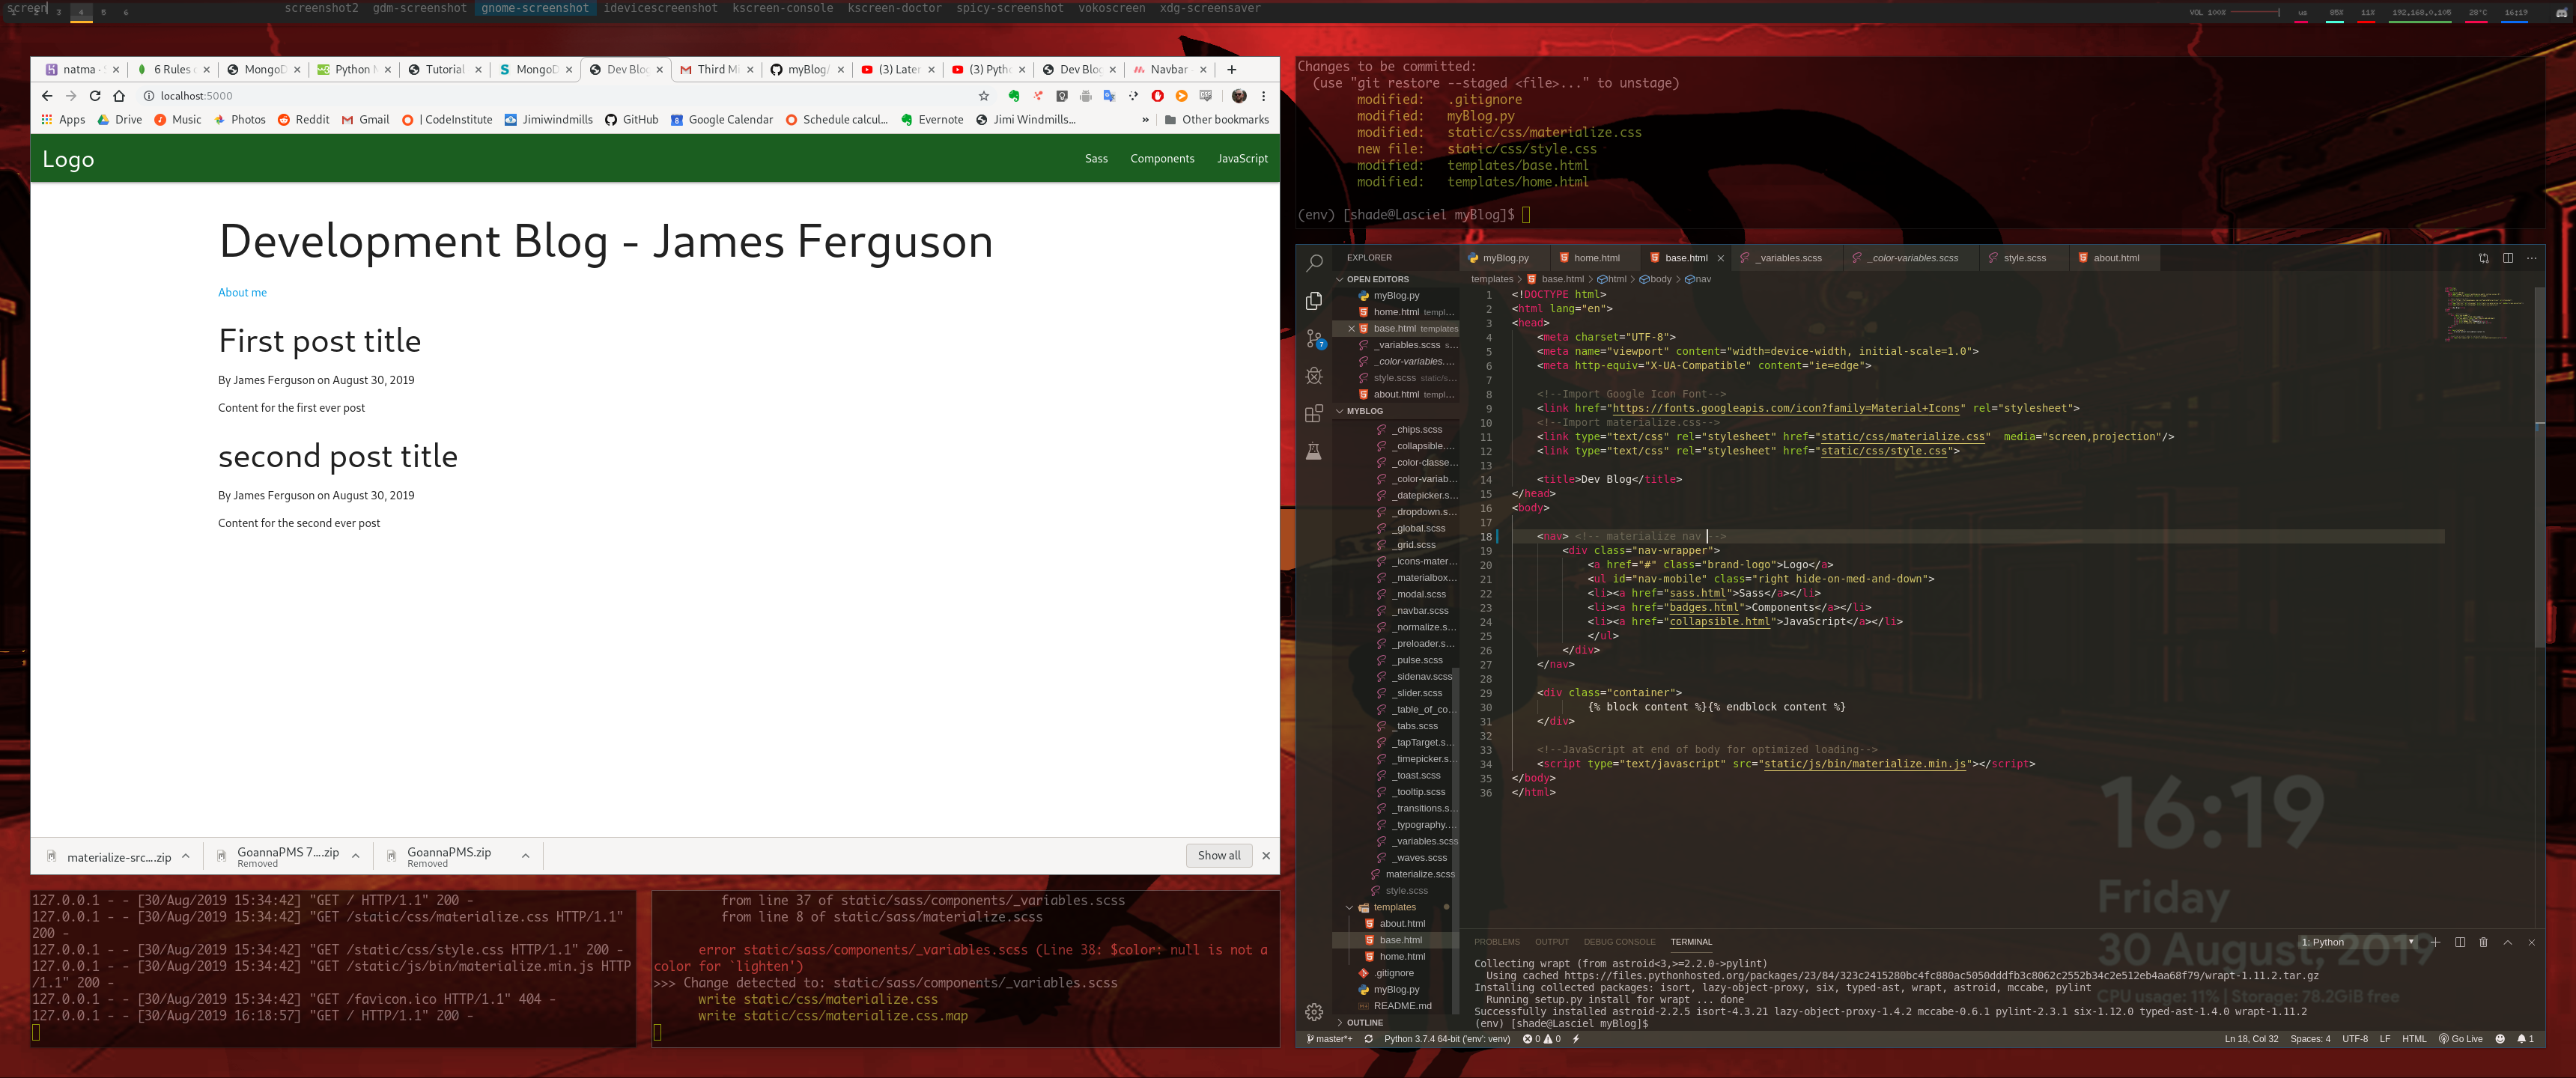 screen
screenshot2 gdm-screenshot gnome-screenshot idevicescreenshot kscreen-console kscreen-doctor spicy-screenshot vokoscreen xdg-screensaver
1 2 3 4 5 6
VOL 100% us 85% 11% 192.168.0.105 28°C 16:19
natma - 6 Rules MongoD Python Tutorial MongoD Dev Blog Third Mi myBlog/ (3) Later (3) Pytho Dev Blog Navbar
localhost:5000
Apps Drive Music Photos Reddit Gmail | CodeInstitute Jimiwindmills GitHub Google Calendar Schedule calcul... Evernote Jimi Windmills... » Other bookmarks
Logo
Sass Components JavaScript
Development Blog - James Ferguson
About me
First post title
By James Ferguson on August 30, 2019
Content for the first ever post
second post title
By James Ferguson on August 30, 2019
Content for the second ever post
materialize-src....zip
GoannaPMS 7....zip
Removed
GoannaPMS.zip
Removed
Show all
127.0.0.1 - - [30/Aug/2019 15:34:42] "GET / HTTP/1.1" 200 -
127.0.0.1 - - [30/Aug/2019 15:34:42] "GET /static/css/materialize.css HTTP/1.1"
200 -
127.0.0.1 - - [30/Aug/2019 15:34:42] "GET /static/css/style.css HTTP/1.1" 200 -
127.0.0.1 - - [30/Aug/2019 15:34:42] "GET /static/js/bin/materialize.min.js HTTP
/1.1" 200 -
127.0.0.1 - - [30/Aug/2019 15:34:42] "GET /favicon.ico HTTP/1.1" 404 -
127.0.0.1 - - [30/Aug/2019 16:18:57] "GET / HTTP/1.1" 200 -
from line 37 of static/sass/components/_variables.scss
from line 8 of static/sass/materialize.scss
error static/sass/components/_variables.scss (Line 38: $color: null is not a
color for `lighten')
>>> Change detected to: static/sass/components/_variables.scss
write static/css/materialize.css
write static/css/materialize.css.map
Changes to be committed:
(use "git restore --staged <file>..." to unstage)
modified: .gitignore
modified: myBlog.py
modified: static/css/materialize.css
new file: static/css/style.css
modified: templates/base.html
modified: templates/home.html
(env) [shade@Lasciel myBlog]$
EXPLORER
OPEN EDITORS
myBlog.py
home.html templ...
base.html templates
_variables.scss s...
_color-variables....
style.scss static/s...
about.html templ...
MYBLOG
_chips.scss
_collapsible....
_color-classe...
_color-variab...
_datepicker.s...
_dropdown.s...
_global.scss
_grid.scss
_icons-mater...
_materialbox...
_modal.scss
_navbar.scss
_normalize.s...
_preloader.s...
_pulse.scss
_sidenav.scss
_slider.scss
_table_of_co...
_tabs.scss
_tapTarget.s...
_timepicker.s...
_toast.scss
_tooltip.scss
_transitions.s...
_typography....
_variables.scss
_waves.scss
materialize.scss
style.scss
templates
about.html
base.html
home.html
.gitignore
myBlog.py
README.md
OUTLINE
myBlog.py home.html base.html _variables.scss _color-variables.scss style.scss about.html
templates > base.html > html > body > nav
1 <!DOCTYPE html>
2 <html lang="en">
3 <head>
4 <meta charset="UTF-8">
5 <meta name="viewport" content="width=device-width, initial-scale=1.0">
6 <meta http-equiv="X-UA-Compatible" content="ie=edge">
7
8 <!--Import Google Icon Font-->
9 <link href="https://fonts.googleapis.com/icon?family=Material+Icons" rel="stylesheet">
10 <!--Import materialize.css-->
11 <link type="text/css" rel="stylesheet" href="static/css/materialize.css" media="screen,projection"/>
12 <link type="text/css" rel="stylesheet" href="static/css/style.css">
13
14 <title>Dev Blog</title>
15 </head>
16 <body>
17
18 <nav> <!-- materialize nav -->
19 <div class="nav-wrapper">
20 <a href="#" class="brand-logo">Logo</a>
21 <ul id="nav-mobile" class="right hide-on-med-and-down">
22 <li><a href="sass.html">Sass</a></li>
23 <li><a href="badges.html">Components</a></li>
24 <li><a href="collapsible.html">JavaScript</a></li>
25 </ul>
26 </div>
27 </nav>
28
29 <div class="container">
30 {% block content %}{% endblock content %}
31 </div>
32
33 <!--JavaScript at end of body for optimized loading-->
34 <script type="text/javascript" src="static/js/bin/materialize.min.js"></script>
35 </body>
36 </html>
16:19
Friday
30 August, 2019
CPU usage: 11% | Storage: 78.2GiB free
PROBLEMS OUTPUT DEBUG CONSOLE TERMINAL 1: Python
Collecting wrapt (from astroid<3,>=2.2.0->pylint)
Using cached https://files.pythonhosted.org/packages/23/84/323c2415280bc4fc880ac5050dddfb3c8062c2552b34c2e512eb4aa68f79/wrapt-1.11.2.tar.gz
Installing collected packages: isort, lazy-object-proxy, six, typed-ast, wrapt, astroid, mccabe, pylint
Running setup.py install for wrapt ... done
Successfully installed astroid-2.2.5 isort-4.3.21 lazy-object-proxy-1.4.2 mccabe-0.6.1 pylint-2.3.1 six-1.12.0 typed-ast-1.4.0 wrapt-1.11.2
(env) [shade@Lasciel myBlog]$
master*+ Python 3.7.4 64-bit ('env': venv) 0 0 Ln 18, Col 32 Spaces: 4 UTF-8 LF HTML Go Live 1